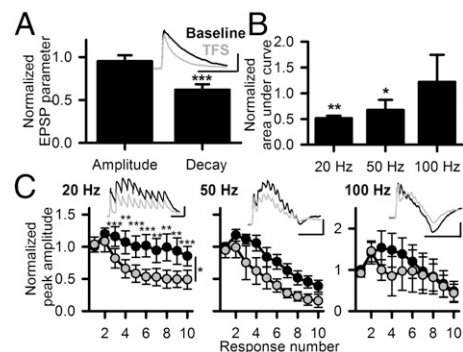 A
Baseline
TFS
Normalized
EPSP parameter
1.0
0.5
0.0
***
Amplitude
Decay
B
Normalized
area under curve
2.0
1.5
1.0
0.5
0.0
**
*
20 Hz
50 Hz
100 Hz
C
20 Hz
50 Hz
100 Hz
Normalized
peak amplitude
1.5
1.0
0.5
0.0
2
1
0
*
2 4 6 8 10
2 4 6 8 10
2 4 6 8 10
Response number